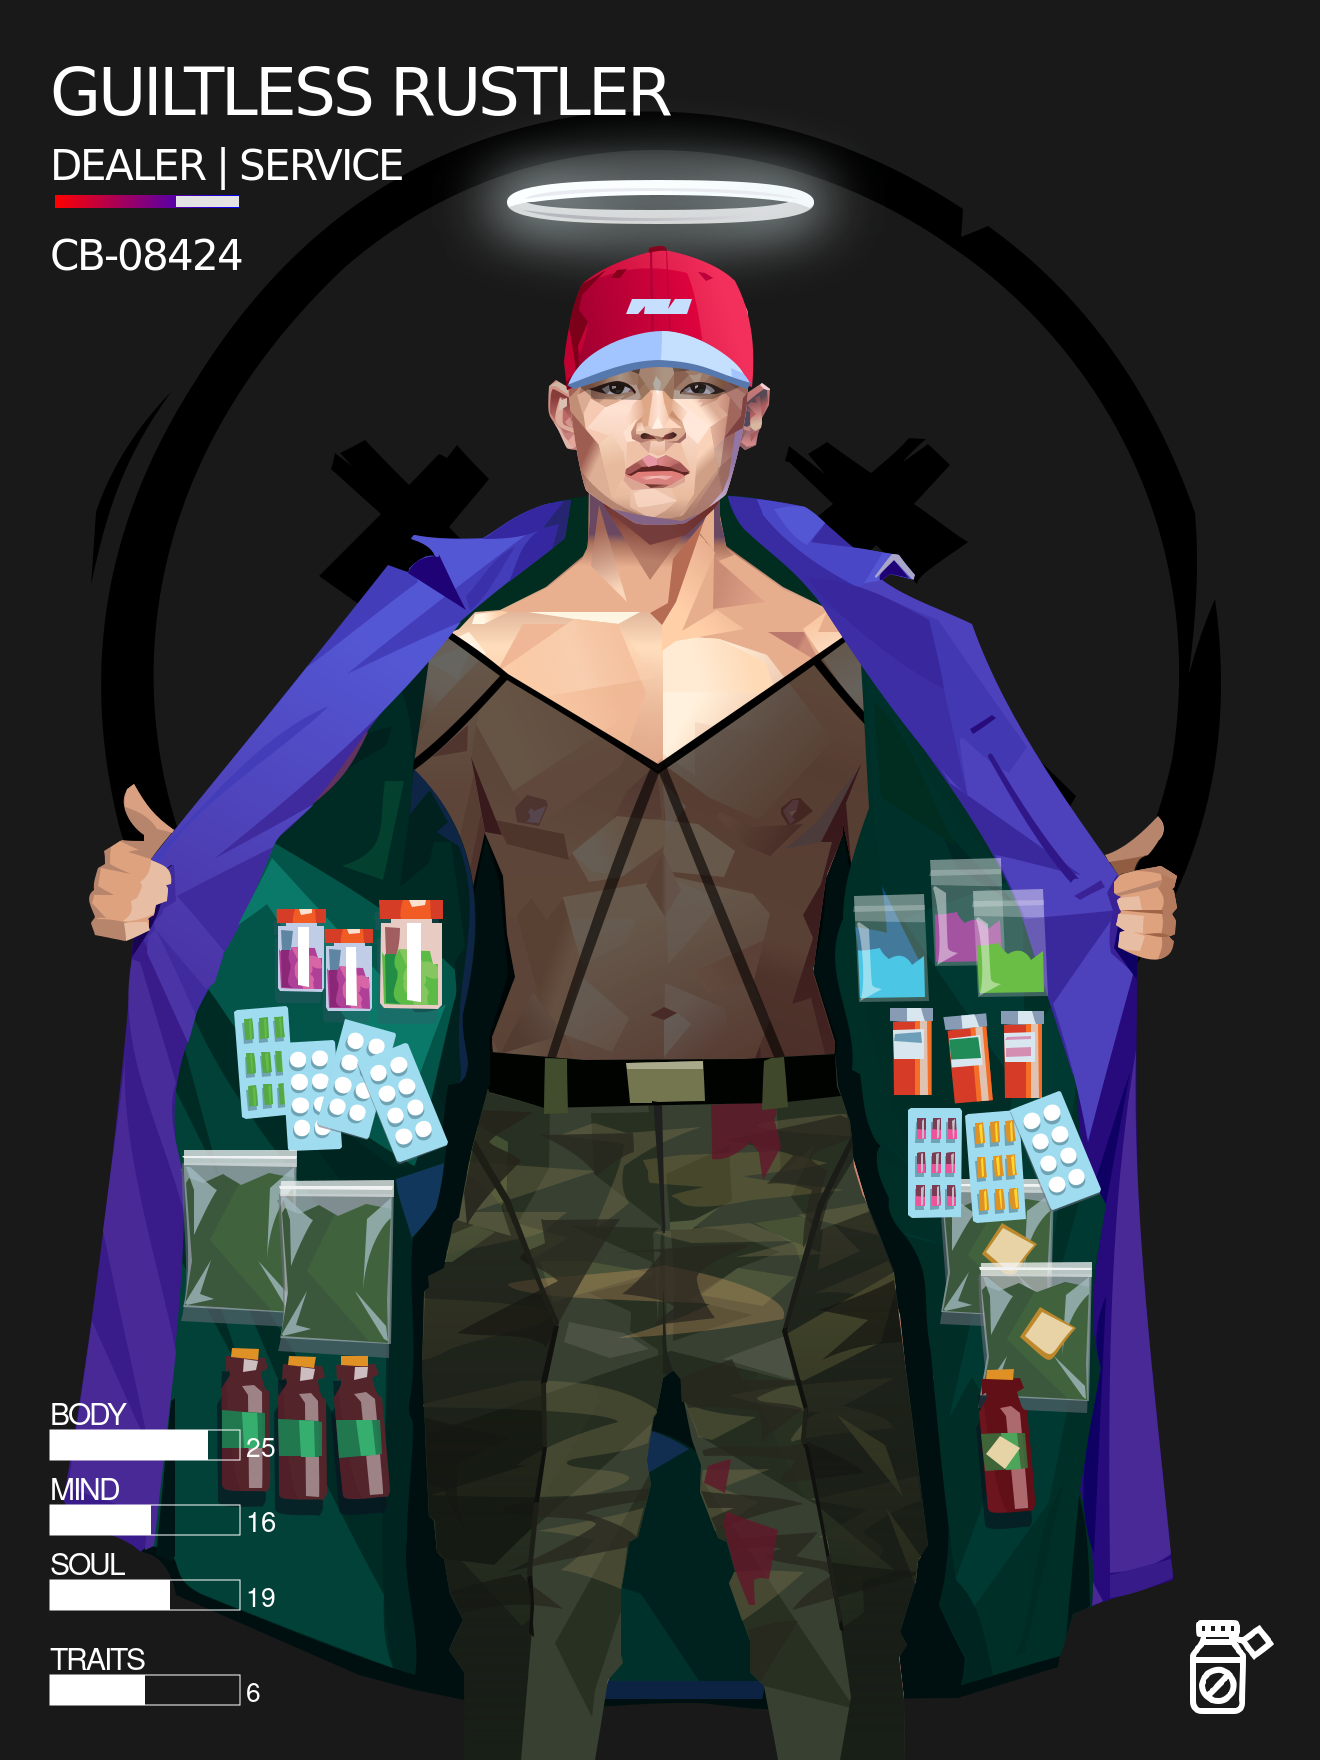 GUILTLESS RUSTLER
DEALER | SERVICE
CB-08424
BODY
25
MIND
16
SOUL
19
TRAITS
6